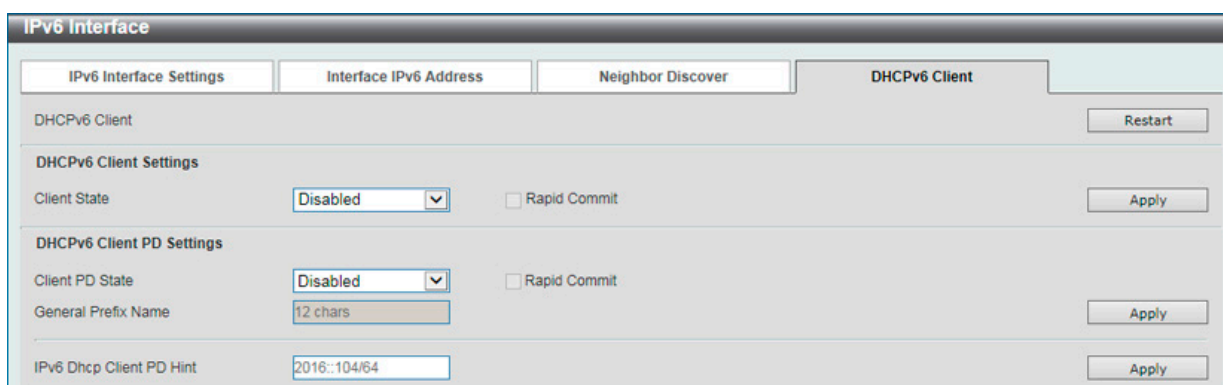 IPv6 Interface
IPv6 Interface Settings
Interface IPv6 Address
Neighbor Discover
DHCPv6 Client
DHCPv6 Client
Restart
DHCPv6 Client Settings
Client State
Disabled
Rapid Commit
Apply
DHCPv6 Client PD Settings
Client PD State
Disabled
Rapid Commit
General Prefix Name
12 chars
Apply
IPv6 Dhcp Client PD Hint
2016::104/64
Apply